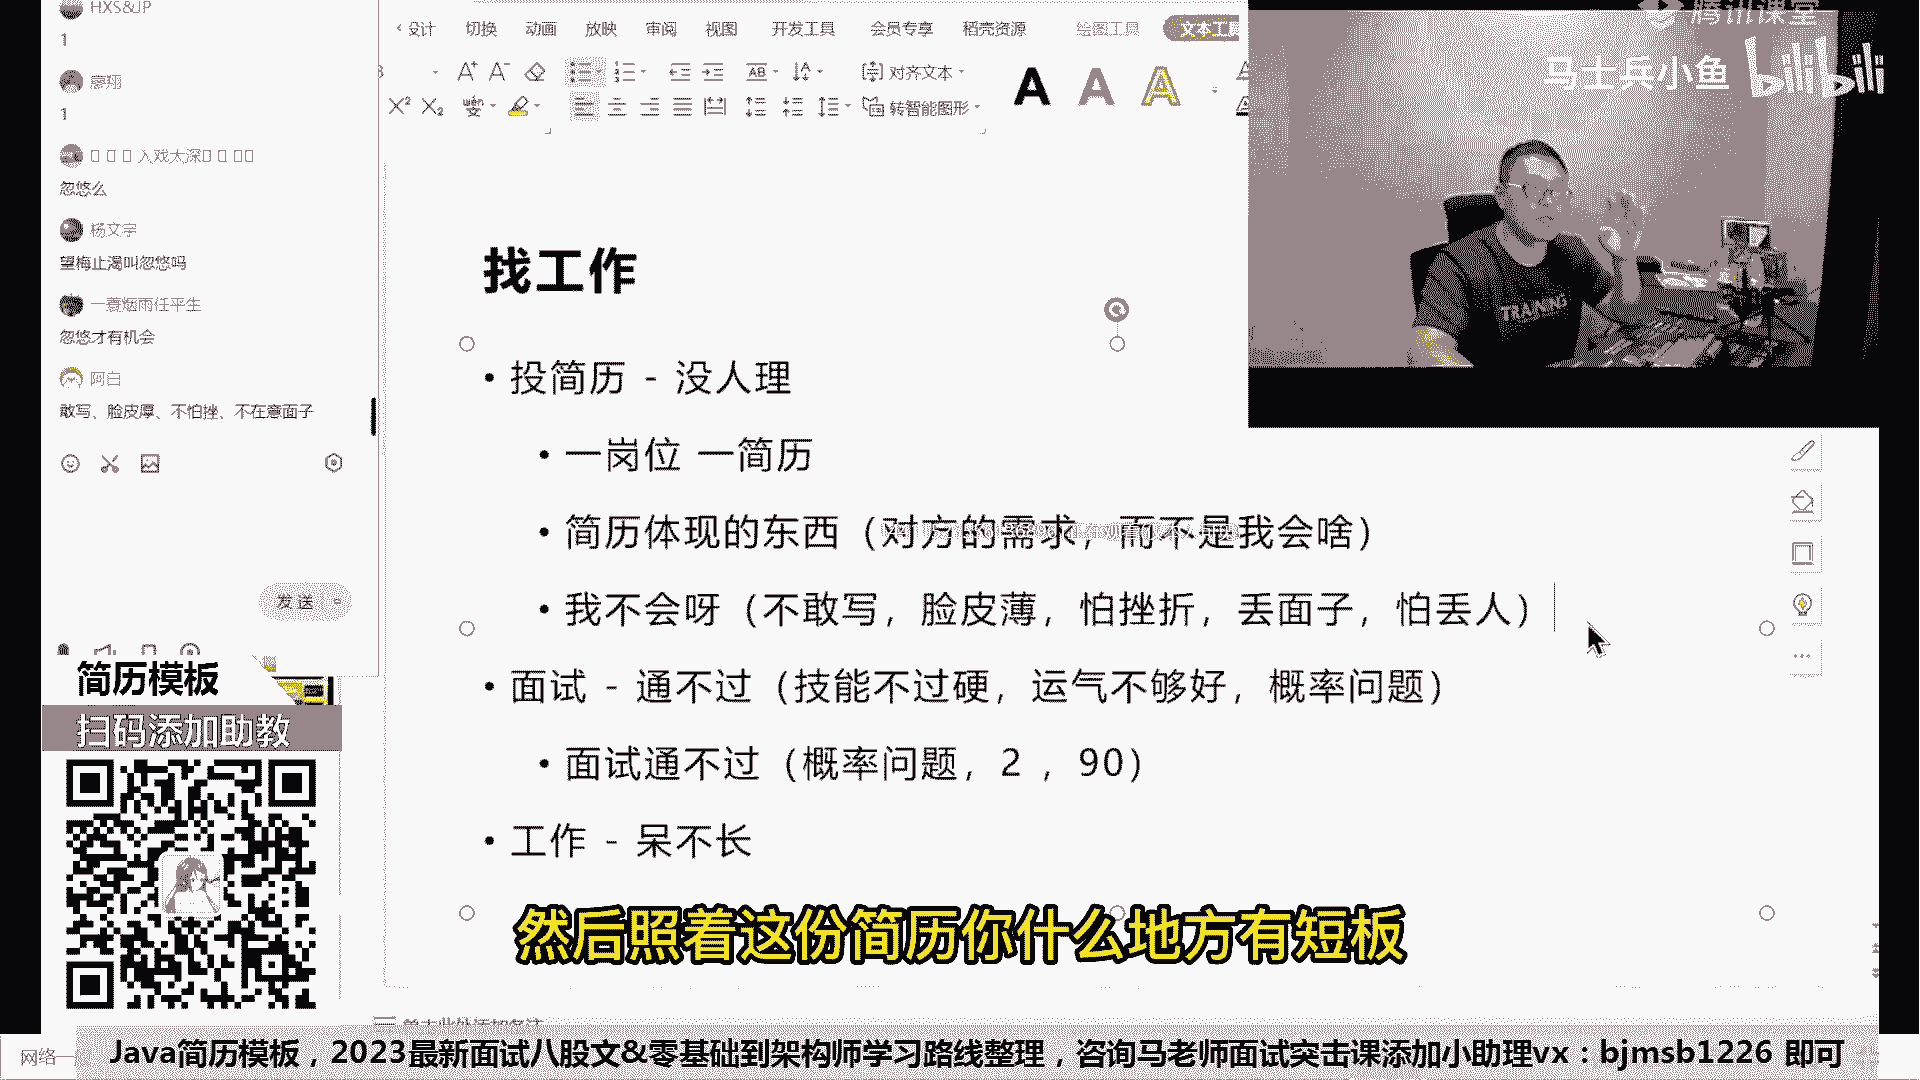 HXS&JP
1
廖翔
1
入戏太深
忽悠么
杨文宇
望梅止渴叫忽悠吗
一蓑烟雨任平生
忽悠才有机会
阿白
敢写、脸皮厚、不怕挫、不在意面子
发送
设计 切换 动画 放映 审阅 视图 开发工具 会员专享 稻壳资源 绘图工具 文本工具
对齐文本
转智能图形
腾讯课堂
马士兵小鱼 bilibili
找工作
• 投简历 - 没人理
• 一岗位 一简历
• 简历体现的东西（对方的需求，而不是我会啥）
• 我不会呀（不敢写，脸皮薄，怕挫折，丢面子，怕丢人）
• 面试 - 通不过（技能不过硬，运气不够好，概率问题）
• 面试通不过（概率问题，2 ，90）
• 工作 - 呆不长
TRAINING
简历模板
扫码添加助教
然后照着这份简历你什么地方有短板
单击此处添加备注
网络一
Java简历模板，2023最新面试八股文&零基础到架构师学习路线整理，咨询马老师面试突击课添加小助理vx：bjmsb1226 即可